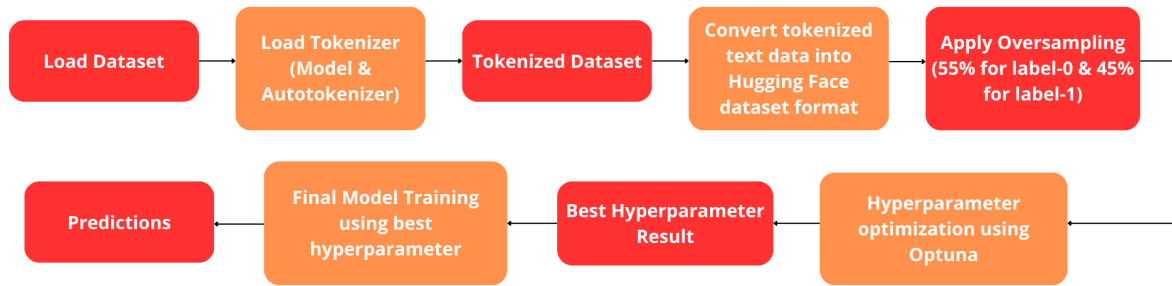 Load Dataset
Load Tokenizer
(Model &
Autotokenizer)
Tokenized Dataset
Convert tokenized
text data into
Hugging Face
dataset format
Apply Oversampling
(55% for label-0 & 45%
for label-1)
Hyperparameter
optimization using
Optuna
Best Hyperparameter
Result
Final Model Training
using best
hyperparameter
Predictions